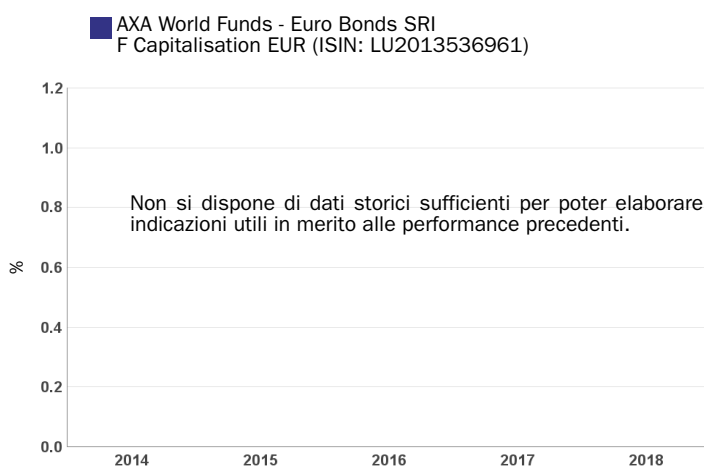 AXA World Funds - Euro Bonds SRI
F Capitalisation EUR (ISIN: LU2013536961)
1.2
1.0
Non si dispone di dati storici sufficienti per poter elaborare
0.8
indicazioni utili in merito alle performance precedenti.
%
0.6
0.4
0.2
0.0
2014 2015 2016 2017 2018